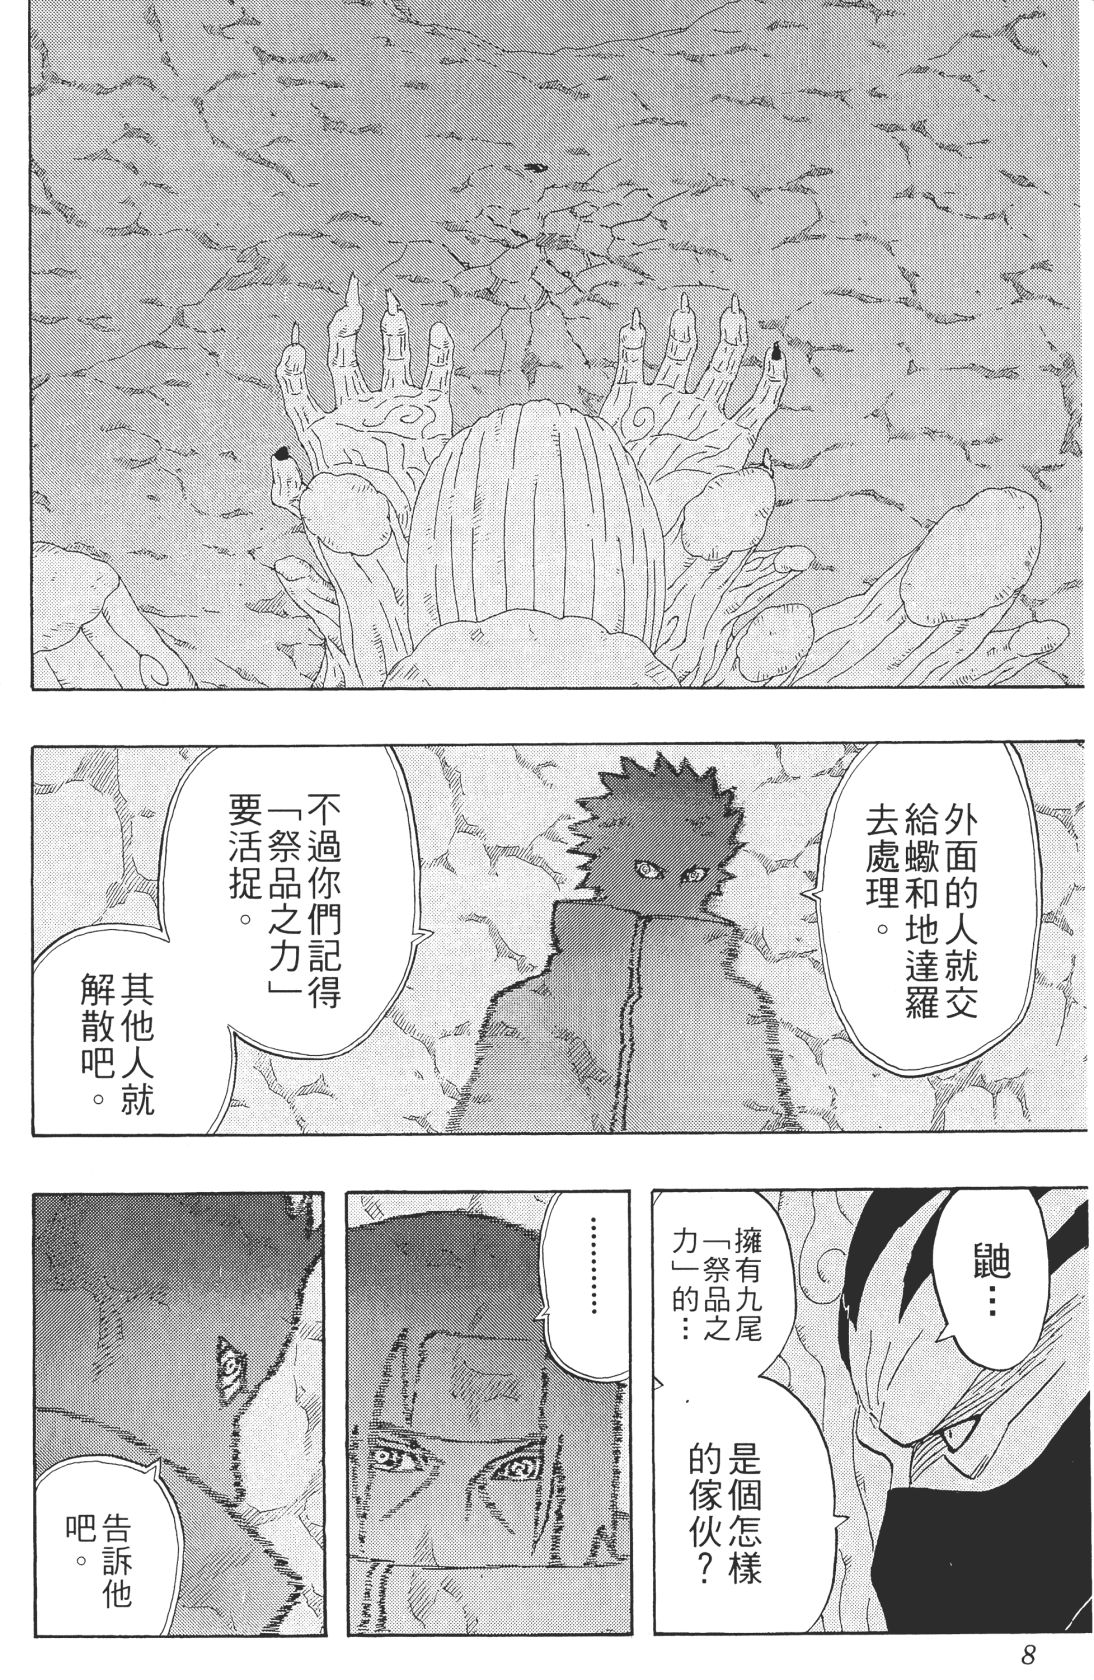 外面的人就交
給蠍和地達羅
去處理。
不過你們記得
「祭品之力」
要活捉。
其他人就
解散吧。
鼬…
擁有九尾
「祭品之
力」的…
是個怎樣
的傢伙？
………
告訴他
吧。
8